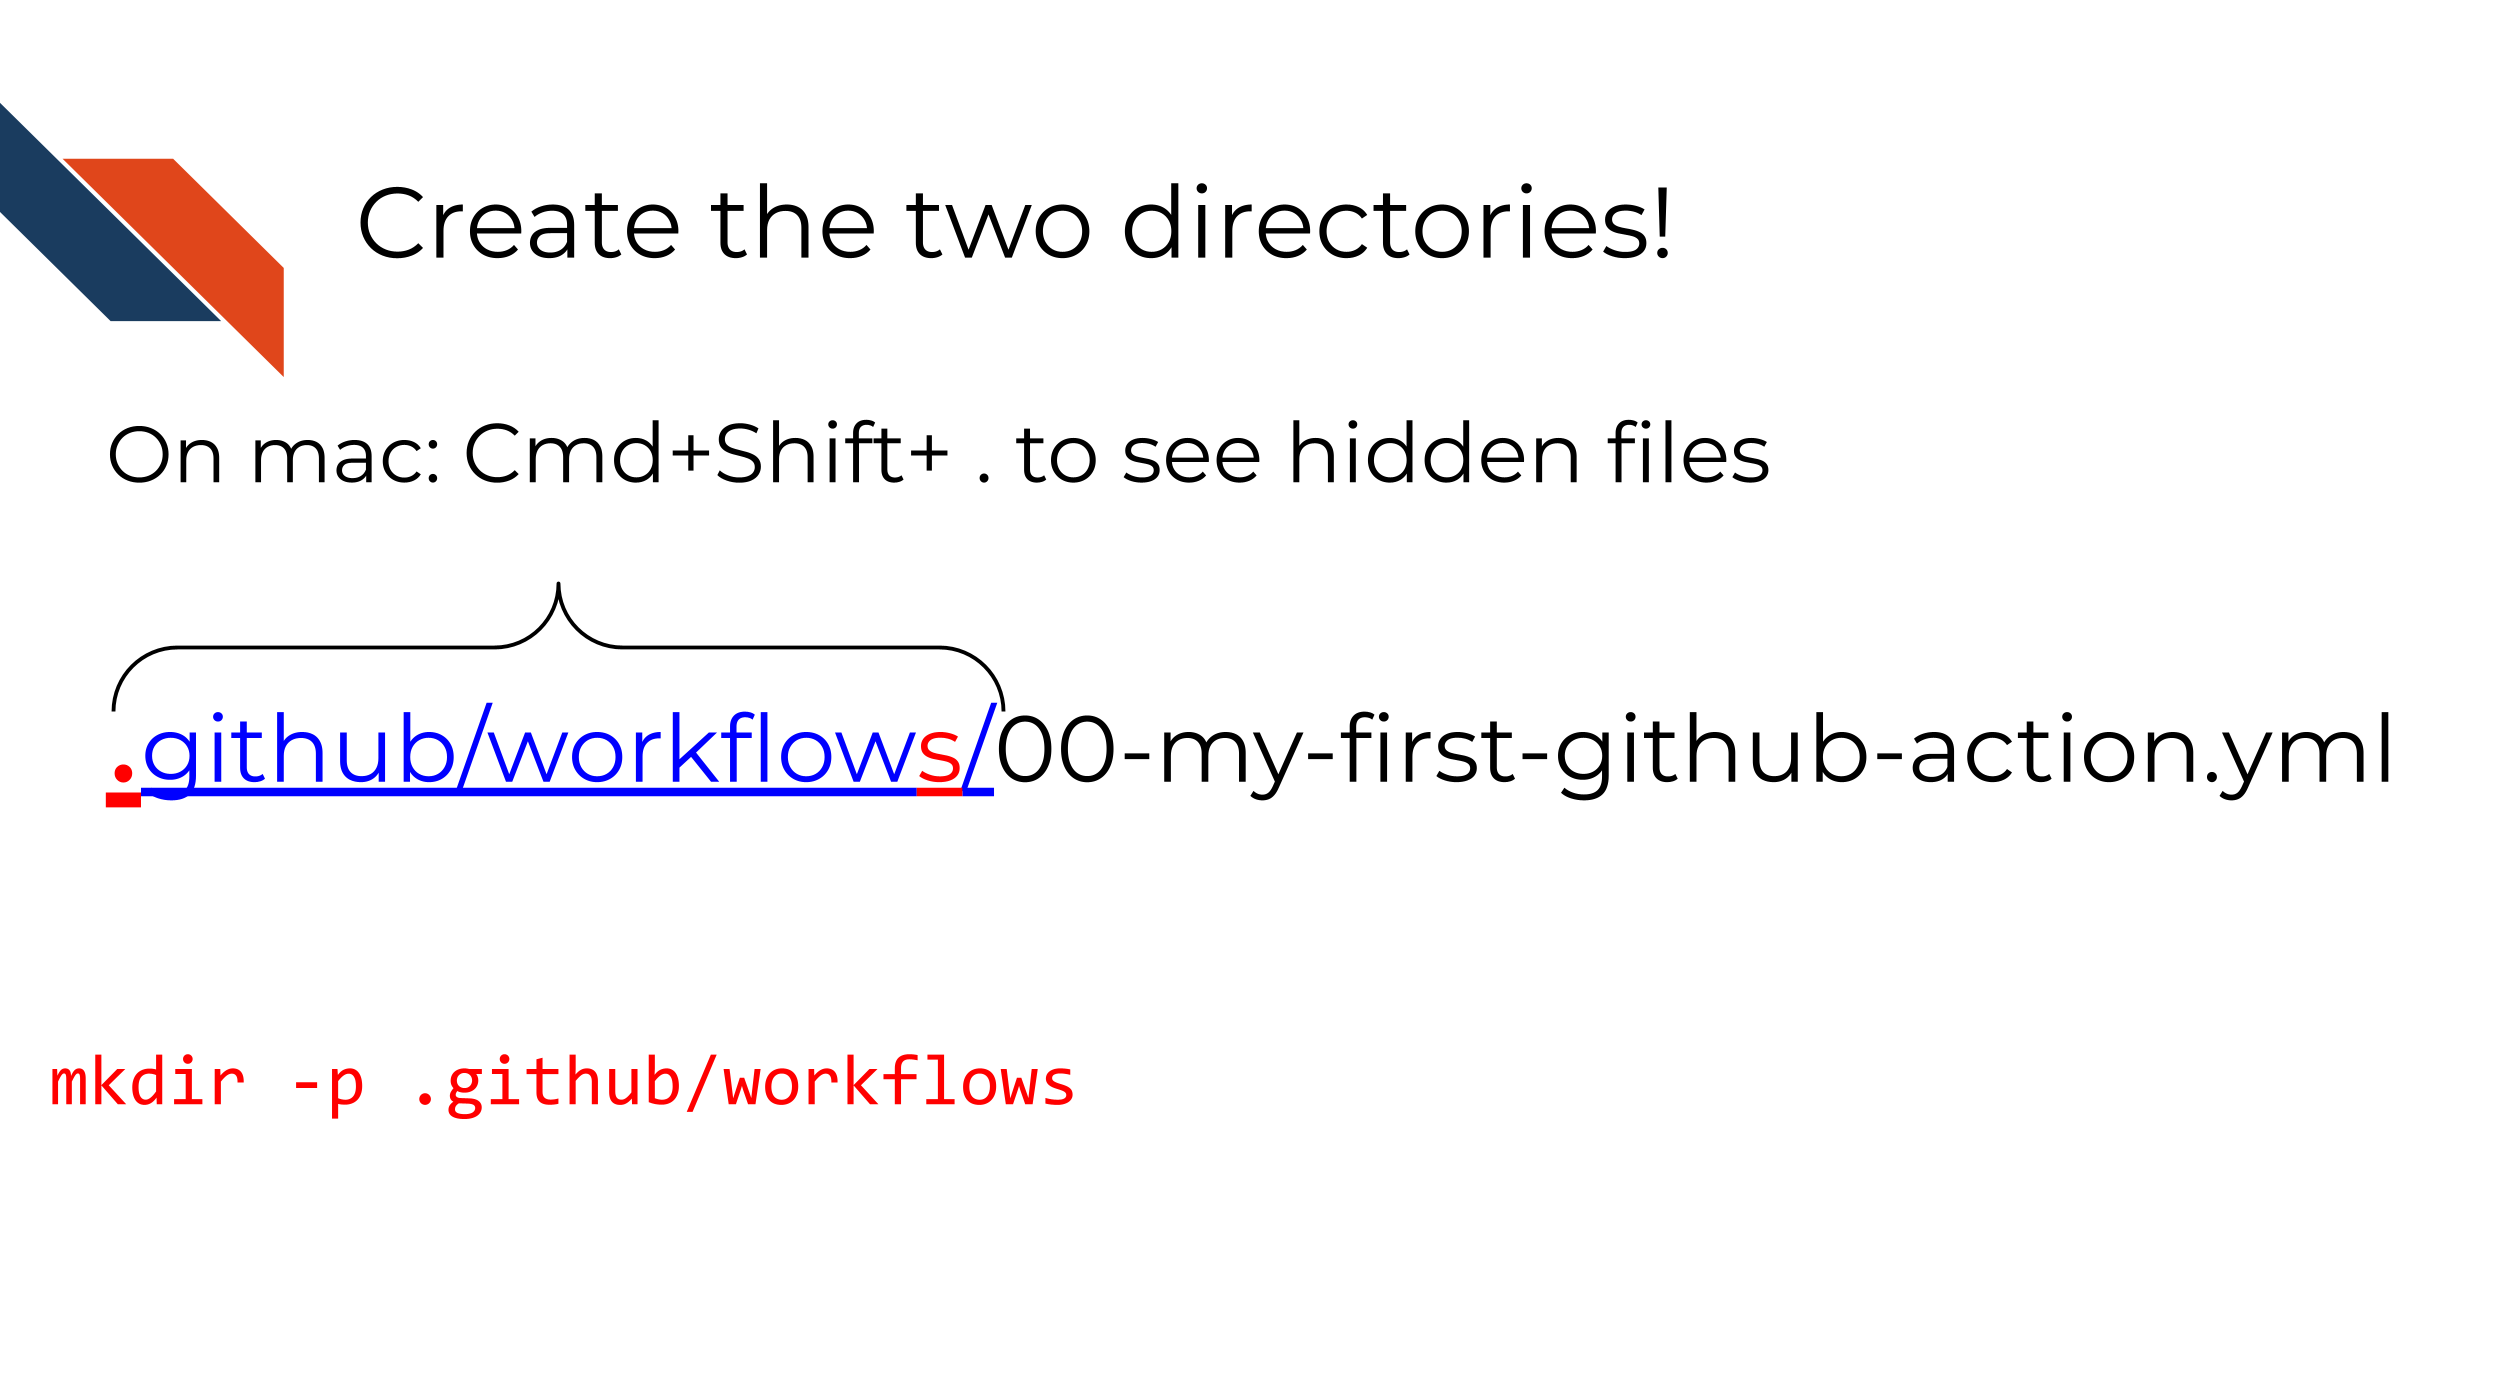 Create the two directories!
On mac: Cmd+Shift+ . to see hidden files
.github/workflows/00-my-first-github-action.yml
mkdir -p .github/workflows